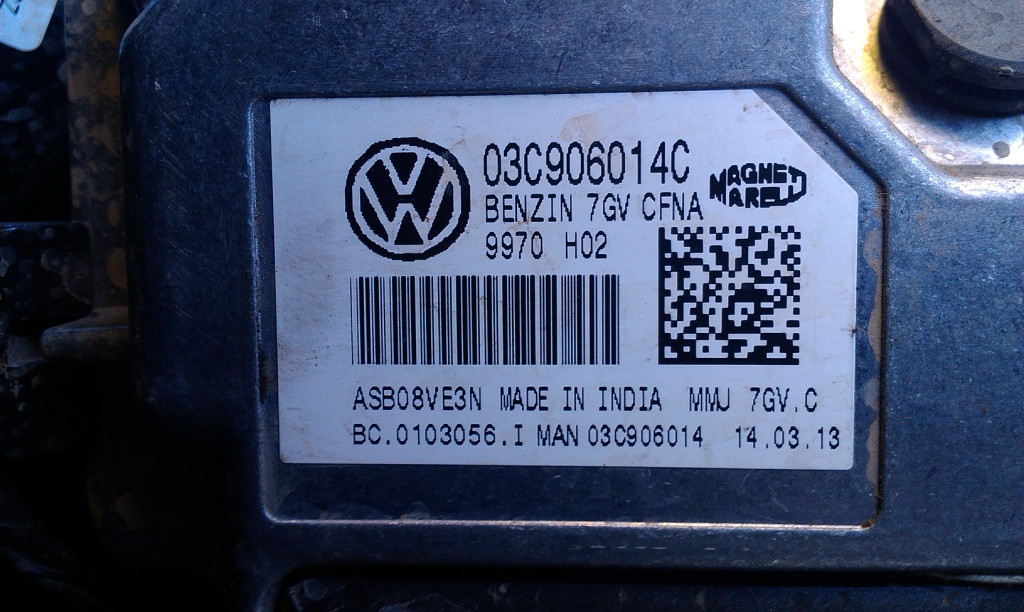 03C906014C
MAGNETI MARELLI
BENZIN 7GV CFNA
9970 H02
ASB08VE3N MADE IN INDIA MMJ 7GV.C
BC.0103056.I MAN 03C906014 14.03.13